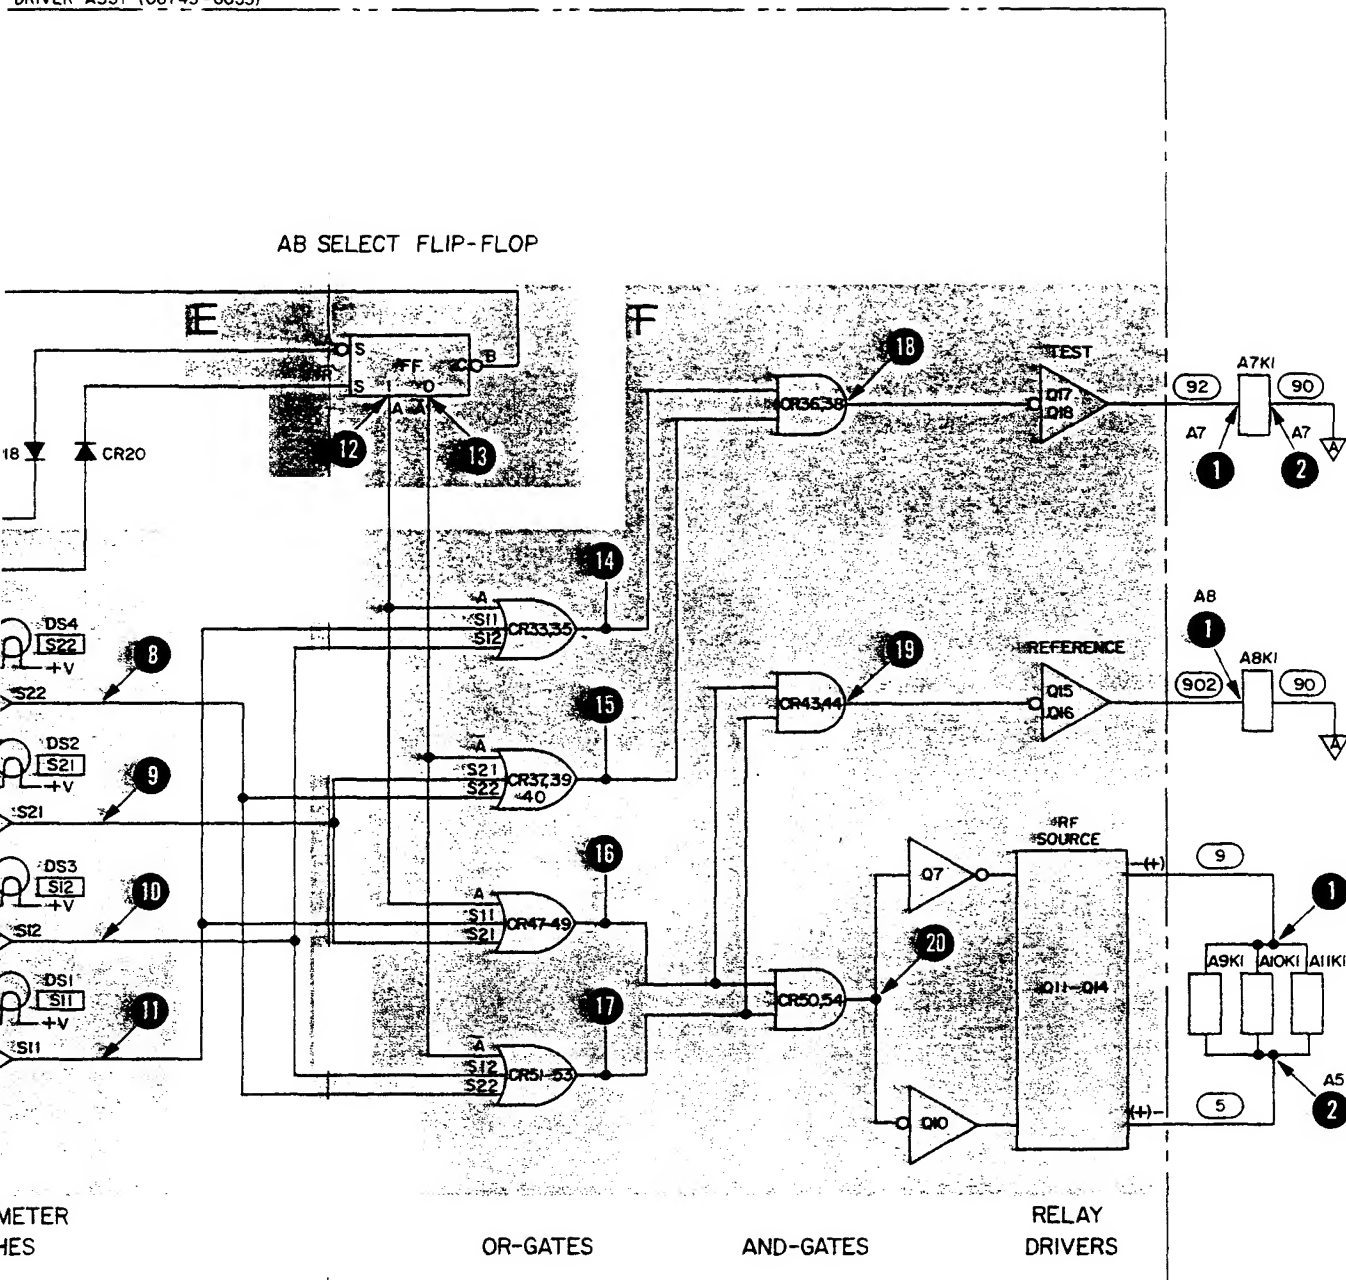 DRIVER ASSY (08745-6033)
AB SELECT FLIP-FLOP
E
F
S
FF
C
B
S
1
0
A
A
12
13
18
CR20
18
CR36,38
TEST
Q17
Q18
92
A7K1
90
A7
A7
1
2
A
14
A
S11
S12
CR33,35
DS4
S22
+V
8
S22
19
CR43,44
REFERENCE
Q15
Q16
A8
1
902
A8K1
90
A
15
A
S21
S22
CR37,39
40
DS2
S21
+V
9
S21
16
A
S11
S21
CR47-49
DS3
S12
+V
10
S12
RF
SOURCE
Q7
(+)
9
20
CR50,54
Q11-Q14
1
A9K1
A10K1
A11K1
17
A
S12
S22
CR51-53
DS1
S11
+V
11
S11
Q10
(+)-
5
A5
2
METER
HES
OR-GATES
AND-GATES
RELAY
DRIVERS